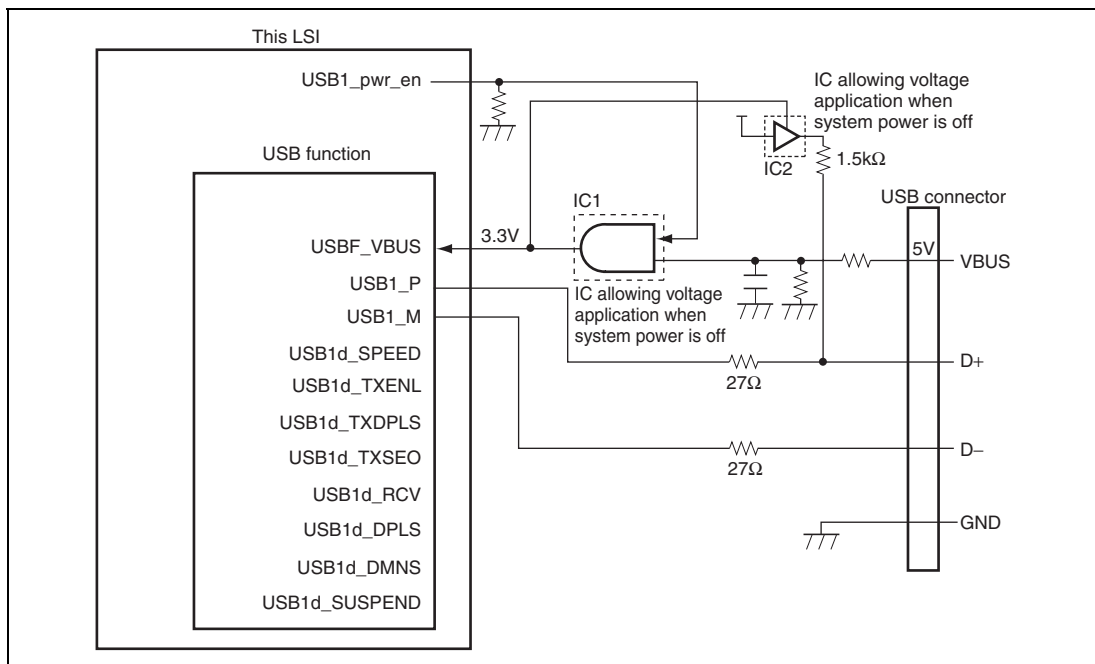 This LSI
USB1_pwr_en
IC allowing voltage
application when
system power is off
IC2
1.5kΩ
USB function
USB connector
IC1
USBF_VBUS
3.3V
5V
VBUS
USB1_P
IC allowing voltage
application when
system power is off
USB1_M
USB1d_SPEED
27Ω
D+
USB1d_TXENL
USB1d_TXDPLS
USB1d_TXSEO
27Ω
D−
USB1d_RCV
USB1d_DPLS
GND
USB1d_DMNS
USB1d_SUSPEND